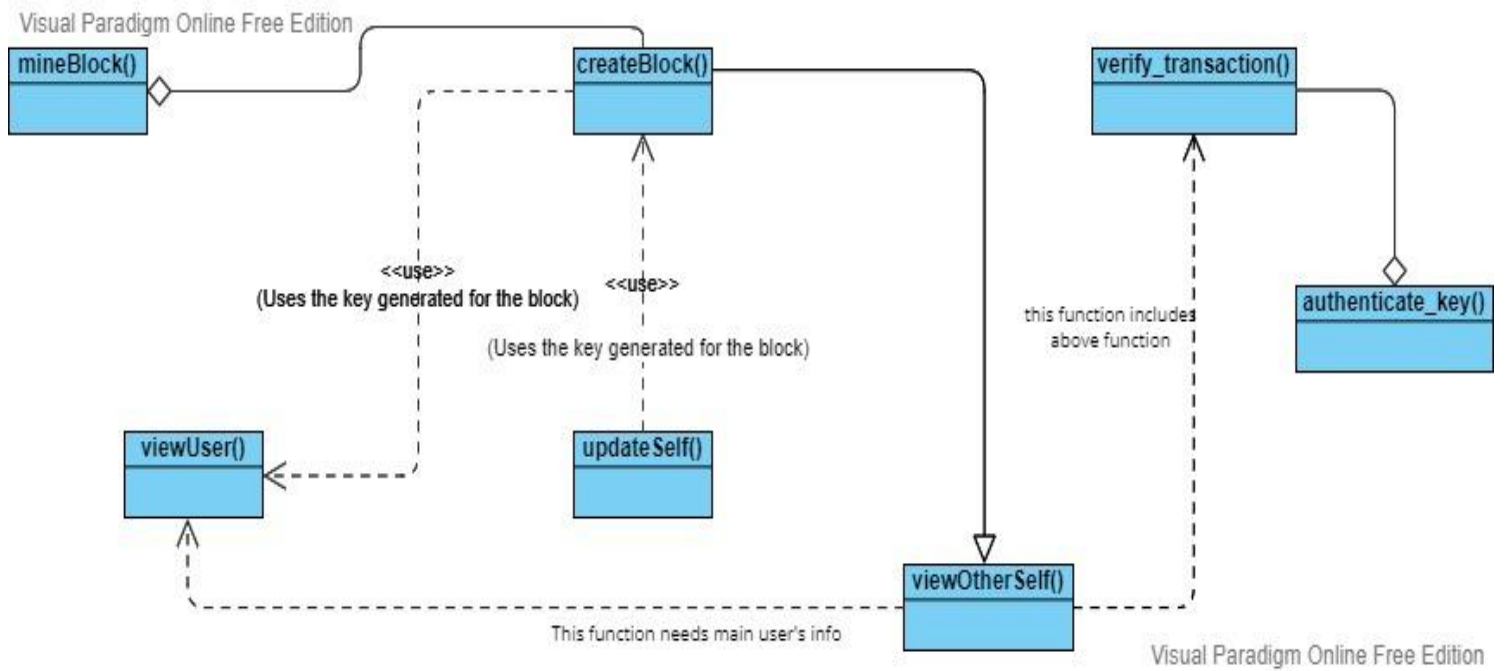 Visual Paradigm Online Free Edition
mineBlock()
createBlock()
verify_transaction()
<<use>>
(Uses the key generated for the block)
<<use>>
(Uses the key generated for the block)
this function includes
above function
authenticate_key()
viewUser()
updateSelf()
viewOtherSelf()
This function needs main user's info
Visual Paradigm Online Free Edition